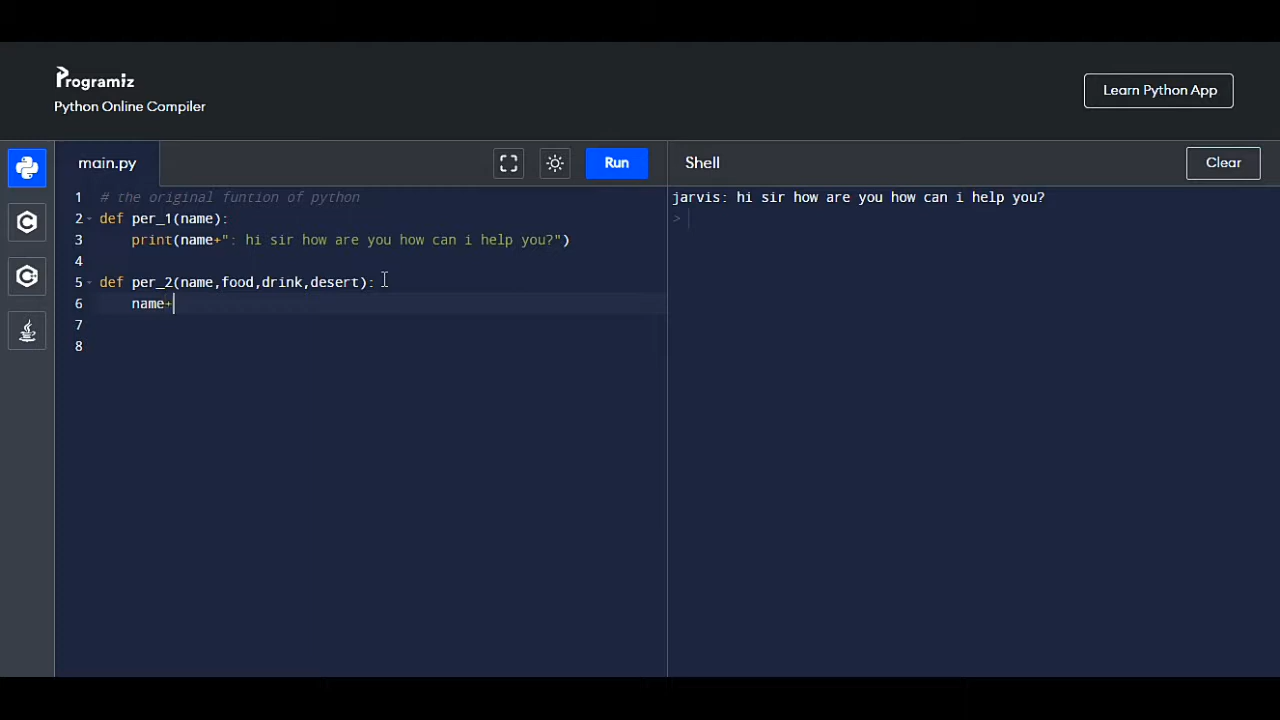 Programiz
Python Online Compiler
Learn Python App
main.py
Run
Shell
Clear
1 # the original funtion of python
2 def per_1(name):
3 print(name+": hi sir how are you how can i help you?")
4
5 def per_2(name,food,drink,desert):
6 name+
7
8
jarvis: hi sir how are you how can i help you?
>